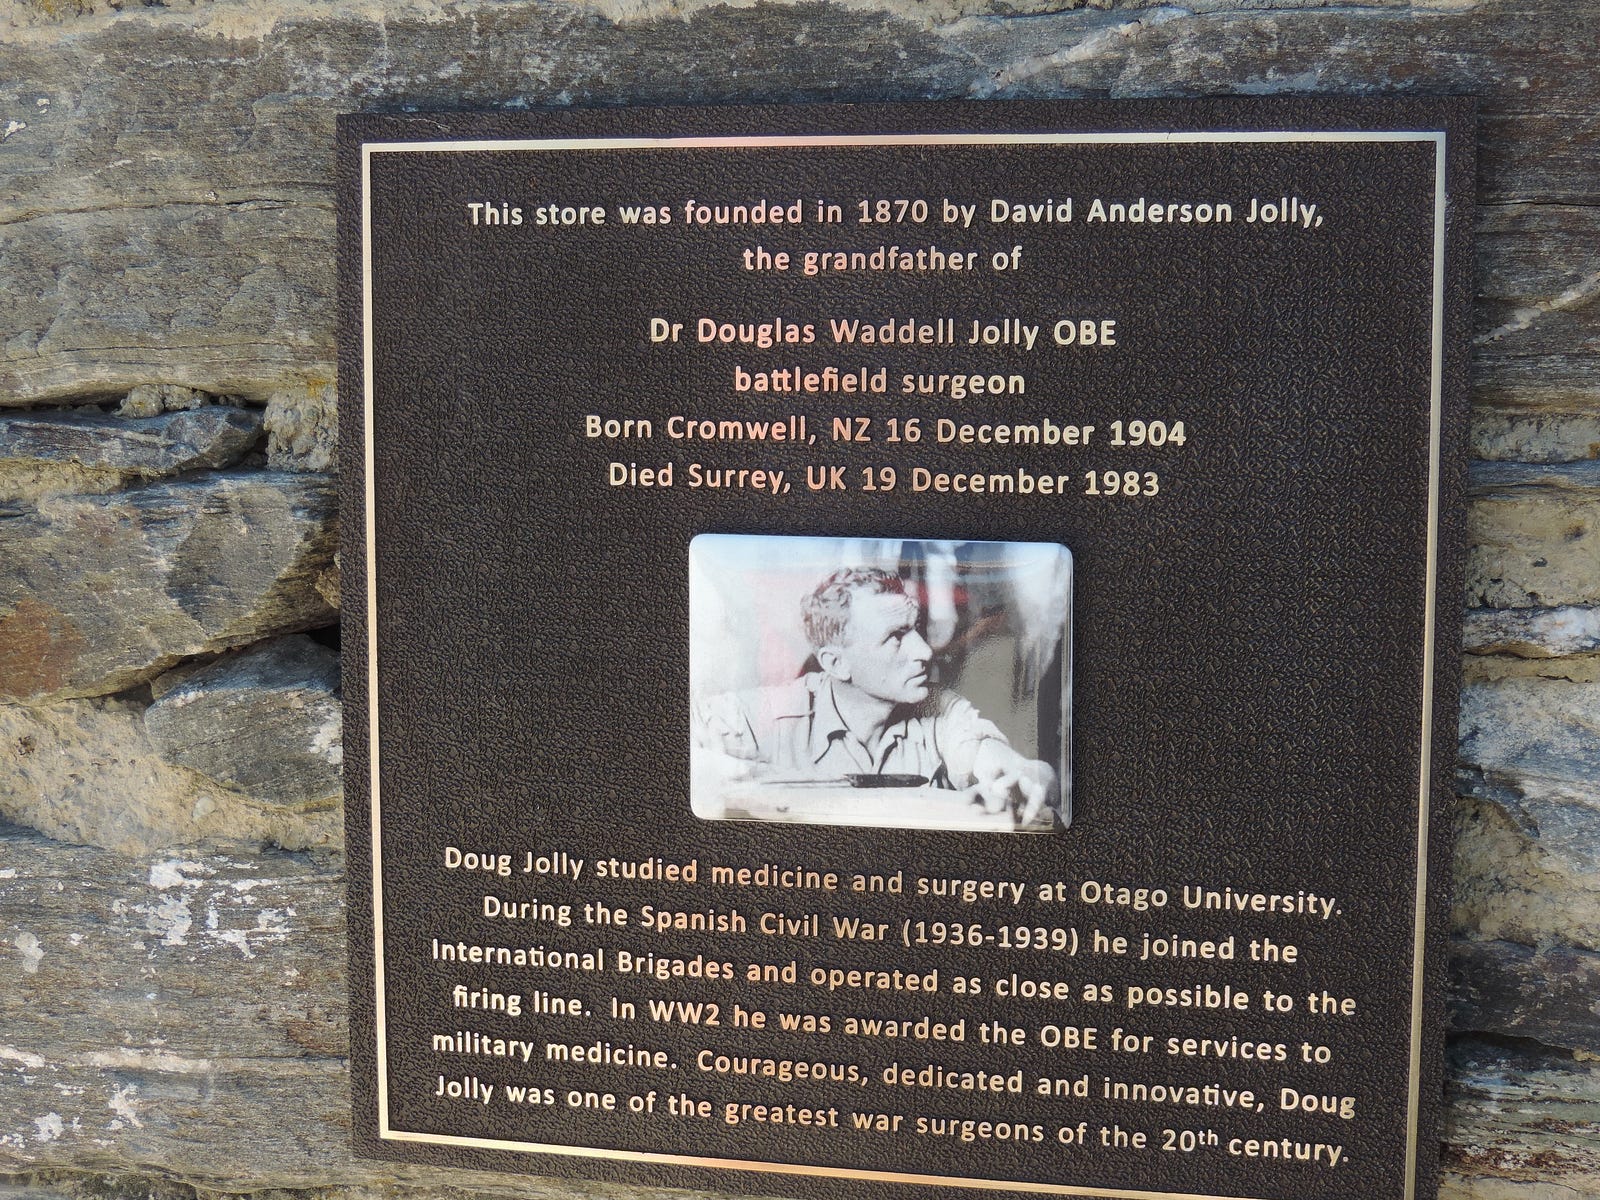 This store was founded in 1870 by David Anderson Jolly,
the grandfather of
Dr Douglas Waddell Jolly OBE
battlefield surgeon
Born Cromwell, NZ 16 December 1904
Died Surrey, UK 19 December 1983
Doug Jolly studied medicine and surgery at Otago University.
During the Spanish Civil War (1936-1939) he joined the
International Brigades and operated as close as possible to the
firing line. In WW2 he was awarded the OBE for services to
military medicine. Courageous, dedicated and innovative, Doug
Jolly was one of the greatest war surgeons of the 20th century.